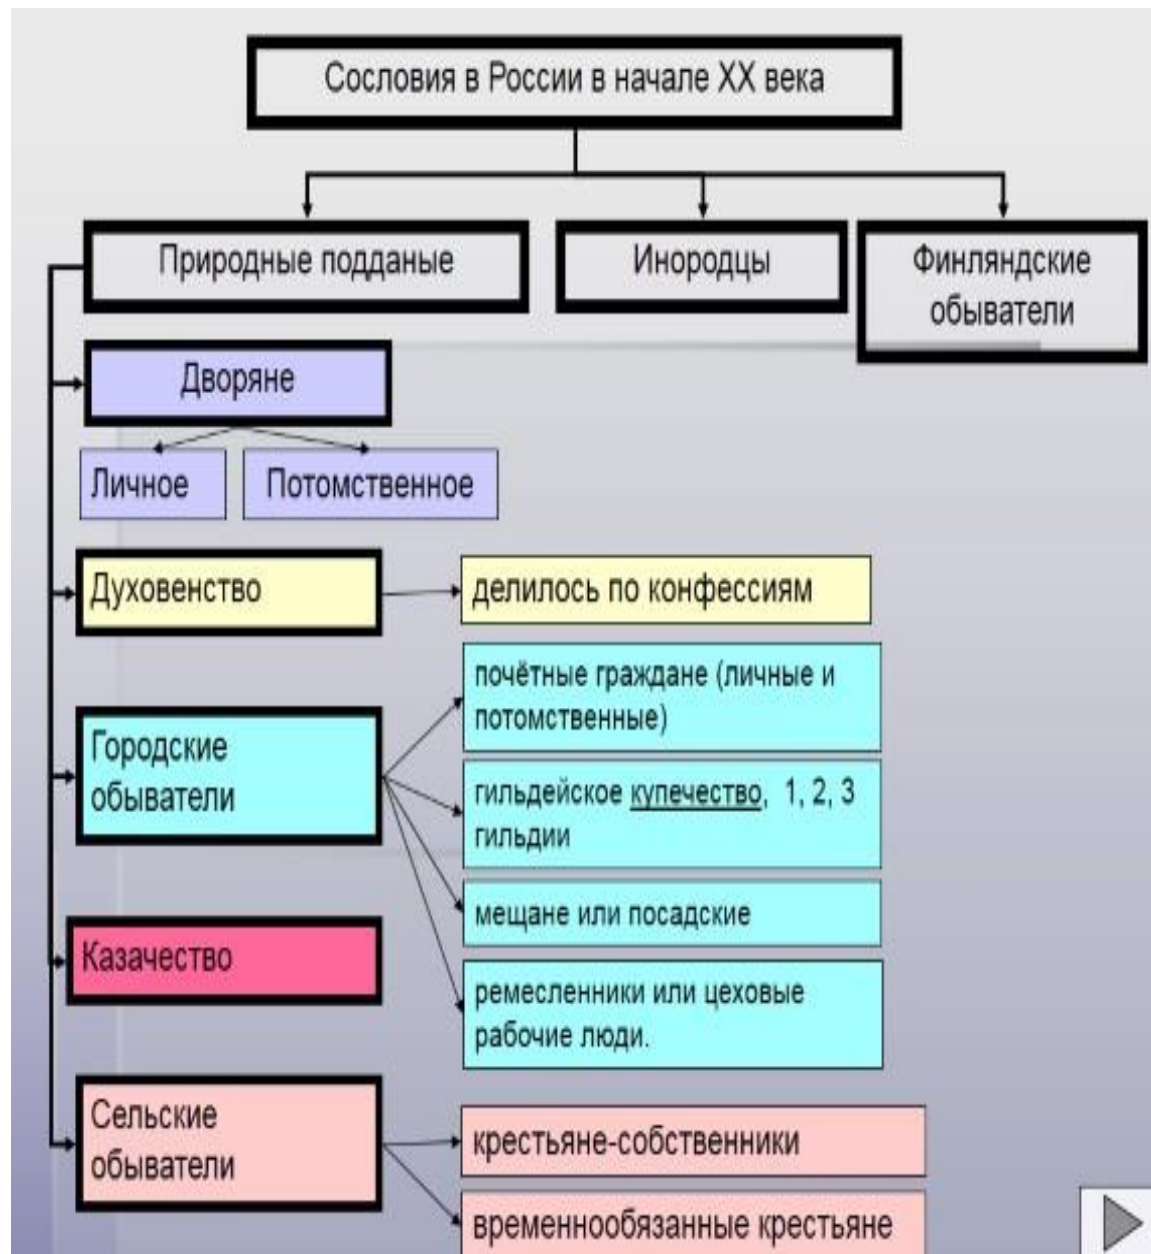 Сословия в России в начале XX века
Природные подданые
Инородцы
Финляндские
обыватели
Дворяне
Личное
Потомственное
Духовенство
делилось по конфессиям
Городские
обыватели
почётные граждане (личные и
потомственные)
гильдейское купечество, 1, 2, 3
гильдии
мещане или посадские
ремесленники или цеховые
рабочие люди.
Казачество
Сельские
обыватели
крестьяне-собственники
временнообязанные крестьяне